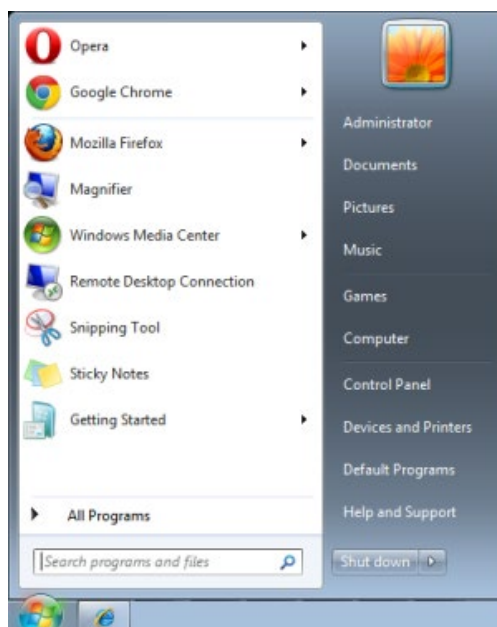 Opera
Google Chrome
Mozilla Firefox
Magnifier
Windows Media Center
Remote Desktop Connection
Snipping Tool
Sticky Notes
Getting Started
All Programs
Search programs and files
Administrator
Documents
Pictures
Music
Games
Computer
Control Panel
Devices and Printers
Default Programs
Help and Support
Shut down